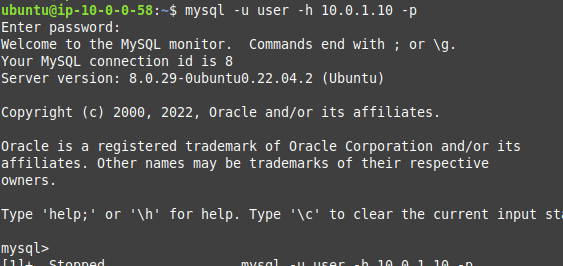 ubuntu@ip-10-0-0-58:~$ mysql -u user -h 10.0.1.10 -p
Enter password:
Welcome to the MySQL monitor.  Commands end with ; or \g.
Your MySQL connection id is 8
Server version: 8.0.29-0ubuntu0.22.04.2 (Ubuntu)
Copyright (c) 2000, 2022, Oracle and/or its affiliates.
Oracle is a registered trademark of Oracle Corporation and/or its
affiliates. Other names may be trademarks of their respective
owners.
Type 'help;' or '\h' for help. Type '\c' to clear the current input sta
mysql>
[1]+  Stopped                 mysql -u user -h 10.0.1.10 -p